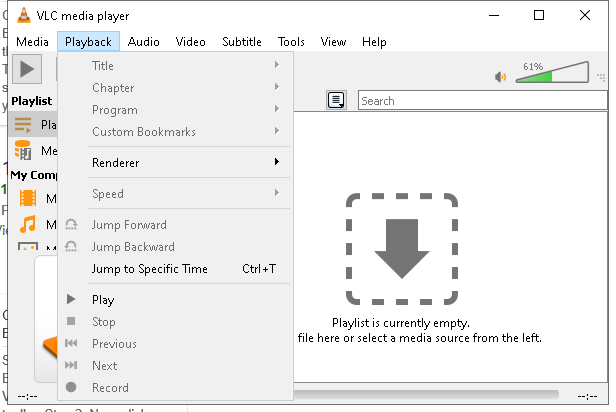 VLC media player
Media Playback Audio Video Subtitle Tools View Help
Title
61%
Chapter
Playlist
Program
Search
Pla
Custom Bookmarks
Me
Renderer
My Comp
Speed
M
Jump Forward
M
Jump Backward
M
Jump to Specific Time Ctrl+T
Play
Stop
Playlist is currently empty.
file here or select a media source from the left.
Previous
Next
Record
--:--
--:--